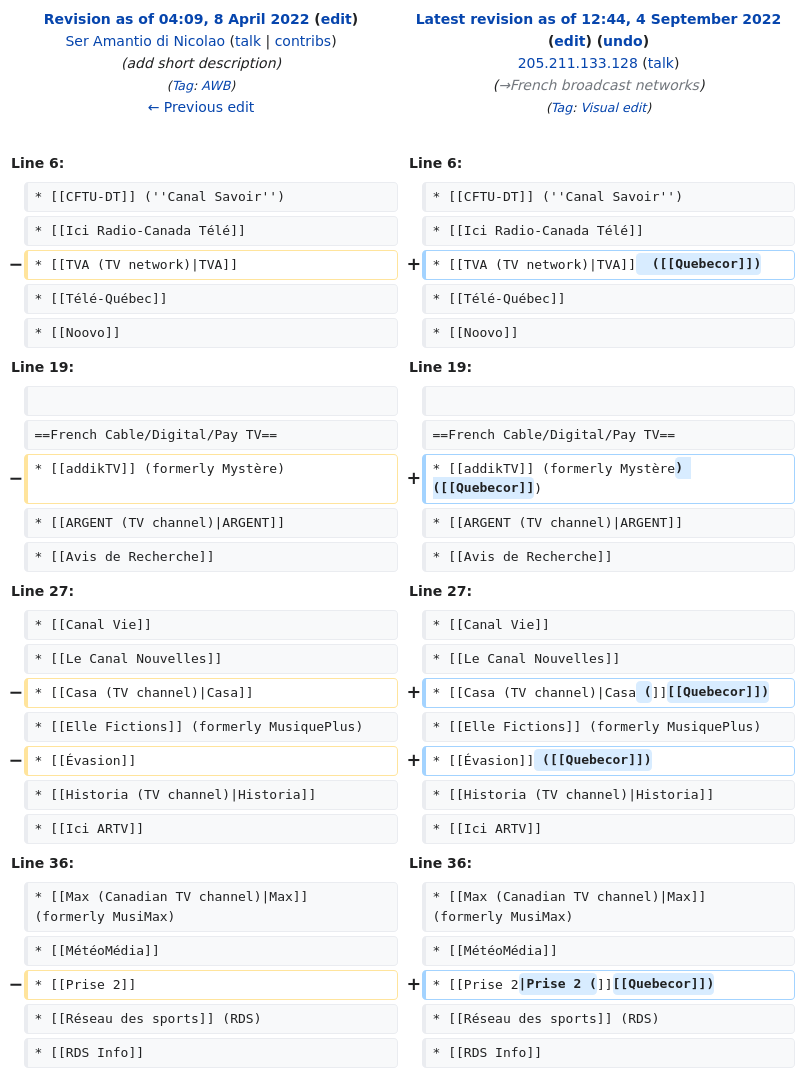 Revision as of 04:09, 8 April 2022 (edit)
Ser Amantio di Nicolao (talk | contribs)
(add short description)
(Tag: AWB)
← Previous edit
Latest revision as of 12:44, 4 September 2022
(edit) (undo)
205.211.133.128 (talk)
(→French broadcast networks)
(Tag: Visual edit)
Line 6:
Line 6:
* [[CFTU-DT]] (''Canal Savoir'')
* [[CFTU-DT]] (''Canal Savoir'')
* [[Ici Radio-Canada Télé]]
* [[Ici Radio-Canada Télé]]
− * [[TVA (TV network)|TVA]]
+ * [[TVA (TV network)|TVA]]  ([[Quebecor]])
* [[Télé-Québec]]
* [[Télé-Québec]]
* [[Noovo]]
* [[Noovo]]
Line 19:
Line 19:
==French Cable/Digital/Pay TV==
==French Cable/Digital/Pay TV==
− * [[addikTV]] (formerly Mystère)
+ * [[addikTV]] (formerly Mystère)
([[Quebecor]])
* [[ARGENT (TV channel)|ARGENT]]
* [[ARGENT (TV channel)|ARGENT]]
* [[Avis de Recherche]]
* [[Avis de Recherche]]
Line 27:
Line 27:
* [[Canal Vie]]
* [[Canal Vie]]
* [[Le Canal Nouvelles]]
* [[Le Canal Nouvelles]]
− * [[Casa (TV channel)|Casa]]
+ * [[Casa (TV channel)|Casa (]][[Quebecor]])
* [[Elle Fictions]] (formerly MusiquePlus)
* [[Elle Fictions]] (formerly MusiquePlus)
− * [[Évasion]]
+ * [[Évasion]] ([[Quebecor]])
* [[Historia (TV channel)|Historia]]
* [[Historia (TV channel)|Historia]]
* [[Ici ARTV]]
* [[Ici ARTV]]
Line 36:
Line 36:
* [[Max (Canadian TV channel)|Max]]
(formerly MusiMax)
* [[Max (Canadian TV channel)|Max]]
(formerly MusiMax)
* [[MétéoMédia]]
* [[MétéoMédia]]
− * [[Prise 2]]
+ * [[Prise 2|Prise 2 (]][[Quebecor]])
* [[Réseau des sports]] (RDS)
* [[Réseau des sports]] (RDS)
* [[RDS Info]]
* [[RDS Info]]